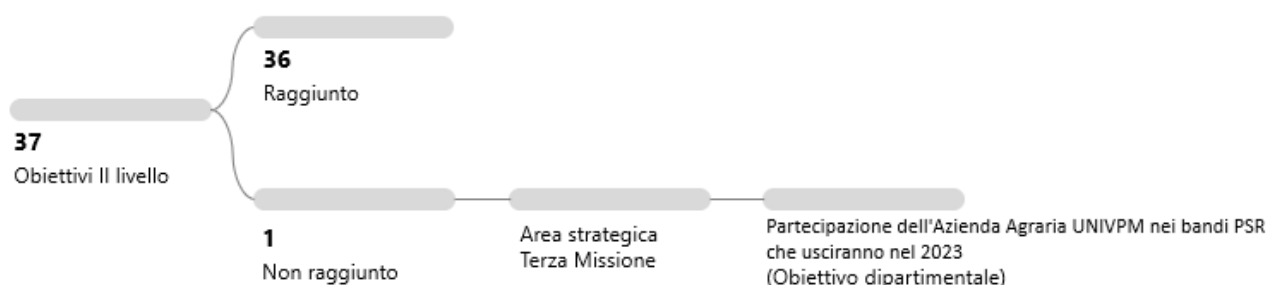 36
Raggiunto
37
Obiettivi II livello
1
Non raggiunto
Area strategica
Terza Missione
Partecipazione dell'Azienda Agraria UNIVPM nei bandi PSR
che usciranno nel 2023
(Obiettivo dipartimentale)